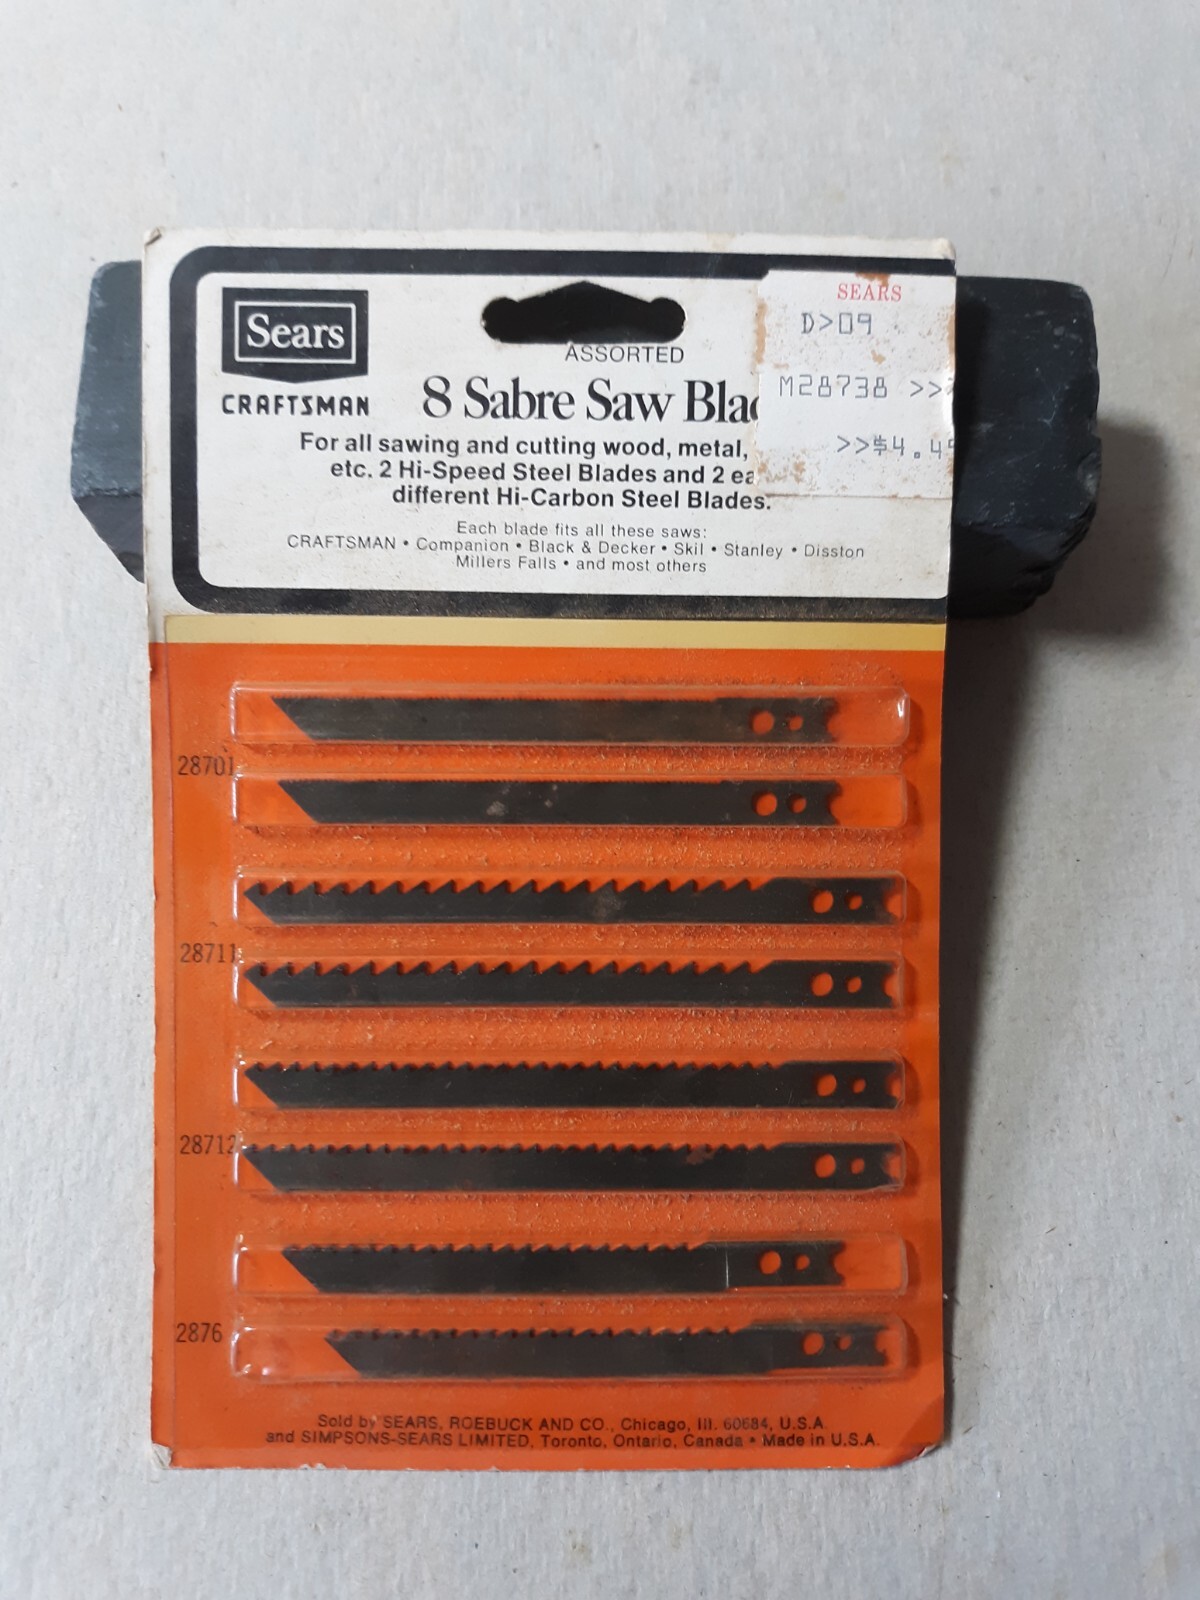 Sears
CRAFTSMAN
SEARS
D>09
M28738 >>
>>$4.4
ASSORTED
8 Sabre Saw
For all sawing and cutting wood, metal,
etc. 2 Hi-Speed Steel Blades and 2
different Hi-Carbon Steel Blades.
Each blade fits all these saws:
CRAFTSMAN • Companion • Black & Decker • Skil • Stanley • Disston
Millers Falls • and most others
28701
28711
28712
2876
Sold by SEARS, ROEBUCK AND CO., Chicago, Ill. 60684, U.S.A.
and SIMPSONS-SEARS LIMITED, Toronto, Ontario, Canada • Made in U.S.A.